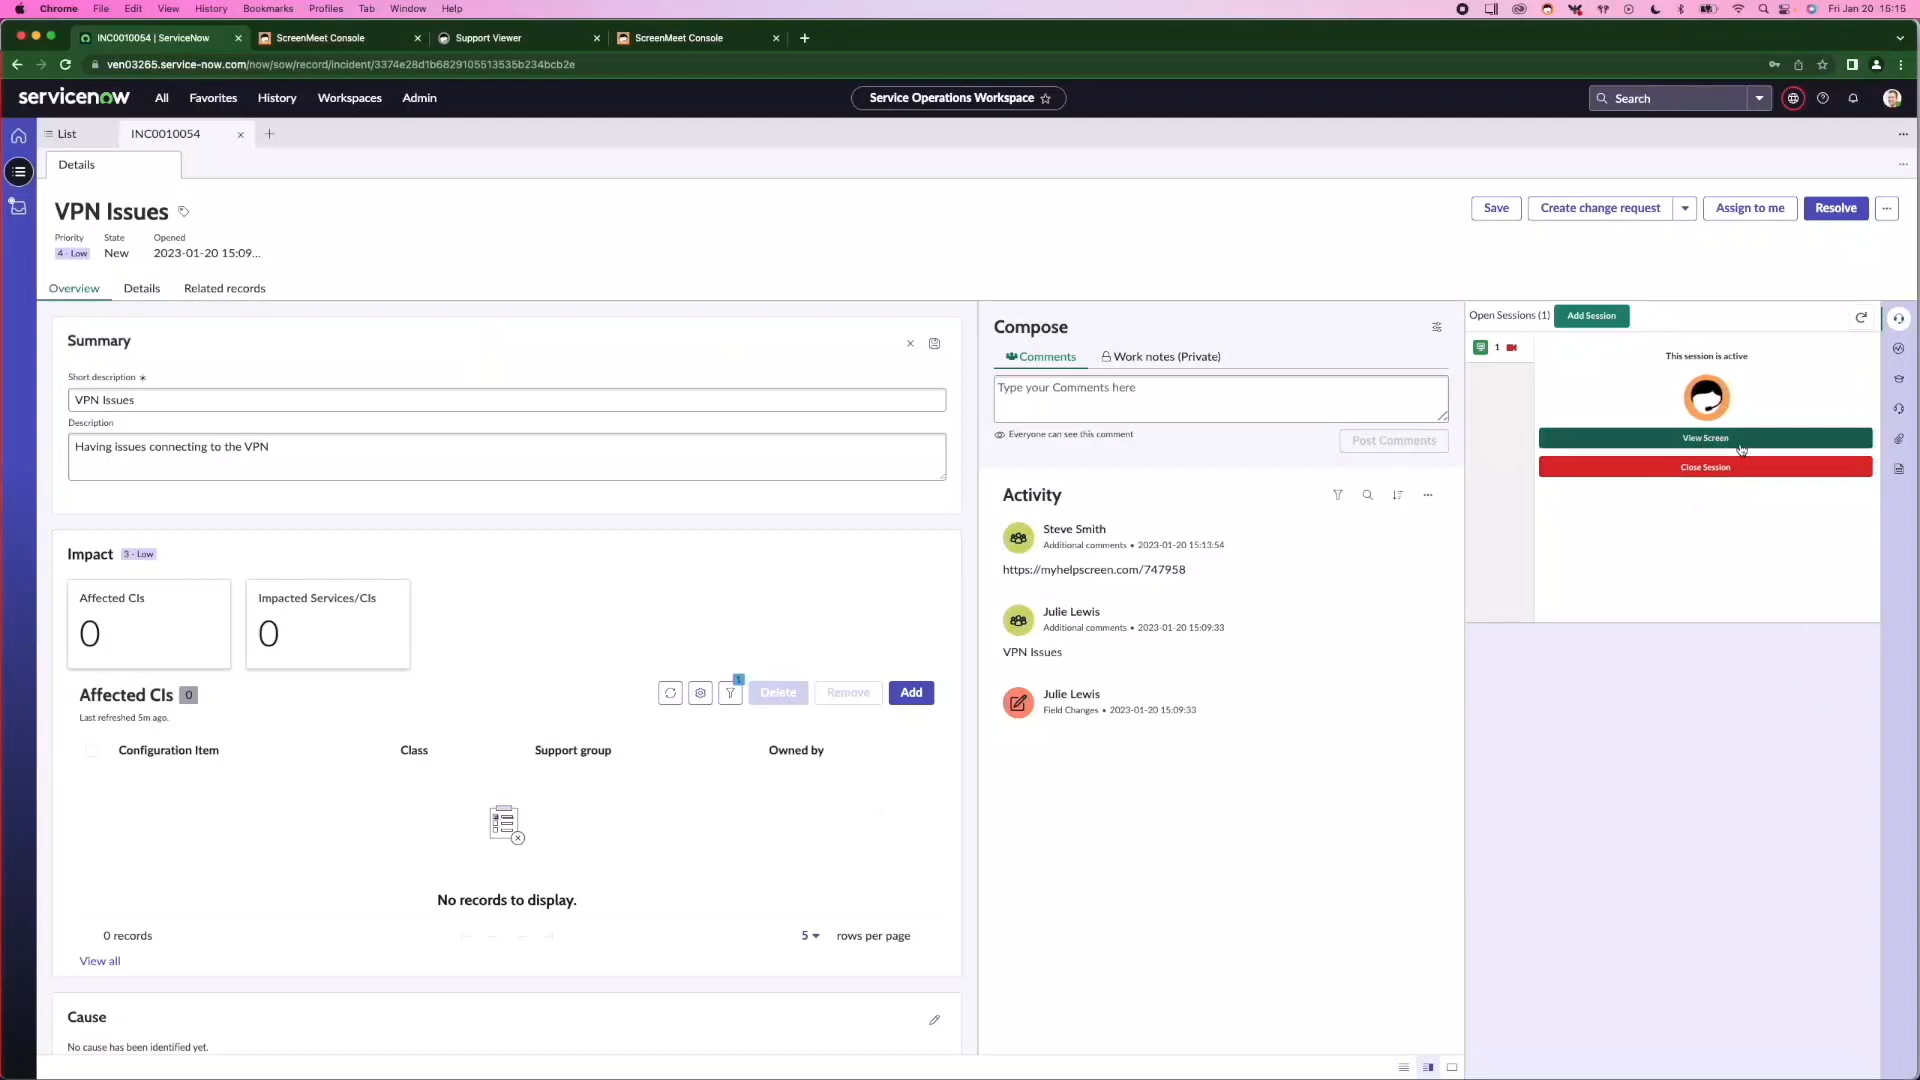 Chrome File Edit View History Bookmarks Profiles Tab Window Help Fri Jan 20 15:15
INC0010054 | ServiceNow ScreenMeet Console Support Viewer ScreenMeet Console
ven03265.service-now.com/now/sow/record/incident/3374e28d1b6829105513535b234bcb2e
servicenow All Favorites History Workspaces Admin Service Operations Workspace Search
List INC0010054
Details
VPN Issues Save Create change request Assign to me Resolve
Priority State Opened
4 - Low New 2023-01-20 15:09...
Overview Details Related records
Summary
Short description
VPN Issues
Description
Having issues connecting to the VPN
Impact 3 - Low
Affected CIs Impacted Services/CIs
0 0
Affected CIs 0 1 Delete Remove Add
Last refreshed 5m ago.
Configuration Item Class Support group Owned by
No records to display.
0 records 5 rows per page
View all
Cause
No cause has been identified yet.
Compose
Comments Work notes (Private)
Type your Comments here
Everyone can see this comment Post Comments
Activity
Steve Smith
Additional comments • 2023-01-20 15:13:54
https://myhelpscreen.com/747958
Julie Lewis
Additional comments • 2023-01-20 15:09:33
VPN Issues
Julie Lewis
Field Changes • 2023-01-20 15:09:33
Open Sessions (1) Add Session
1
This session is active
View Screen
Close Session